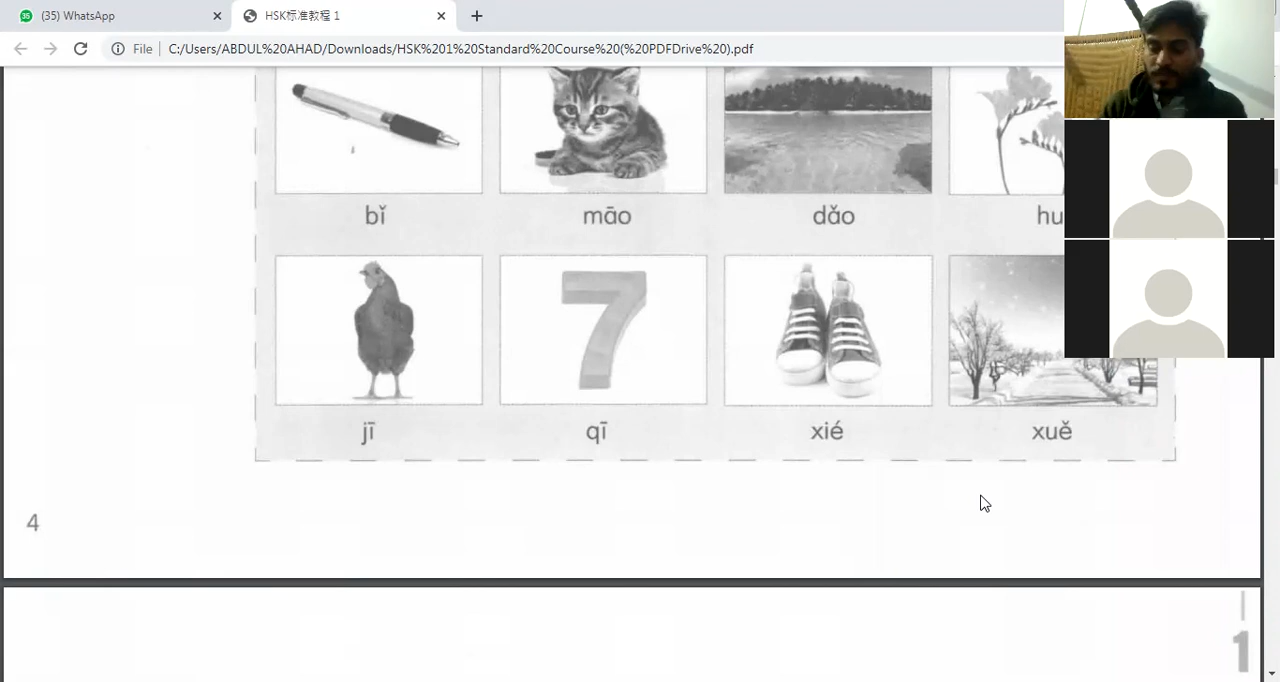 (35) WhatsApp
HSK标准教程 1
File C:/Users/ABDUL%20AHAD/Downloads/HSK%201%20Standard%20Course%20(%20PDFDrive%20).pdf
bǐ māo dǎo hu
7
jī qī xié xuě
4
1